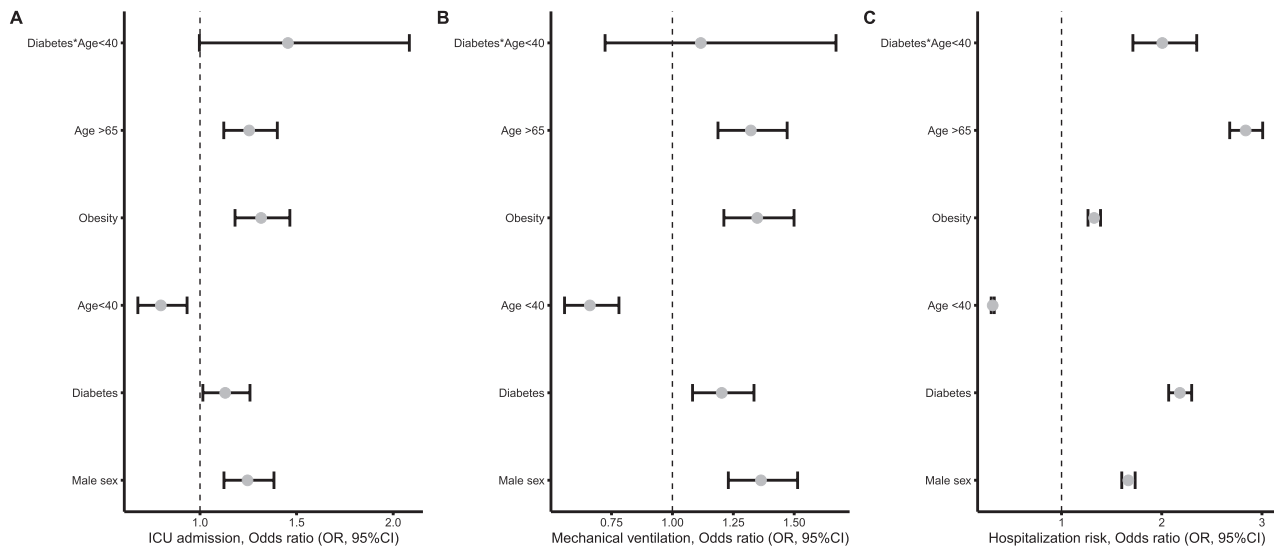 A
Diabetes*Age<40
Age >65
Obesity
Age<40
Diabetes
Male sex
1.0
1.5
2.0
ICU admission, Odds ratio (OR, 95%CI)
B
Diabetes*Age<40
Age >65
Obesity
Age <40
Diabetes
Male sex
0.75
1.00
1.25
1.50
Mechanical ventilation, Odds ratio (OR, 95%CI)
C
Diabetes*Age<40
Age >65
Obesity
Age <40
Diabetes
Male sex
1
2
3
Hospitalization risk, Odds ratio (OR, 95%CI)